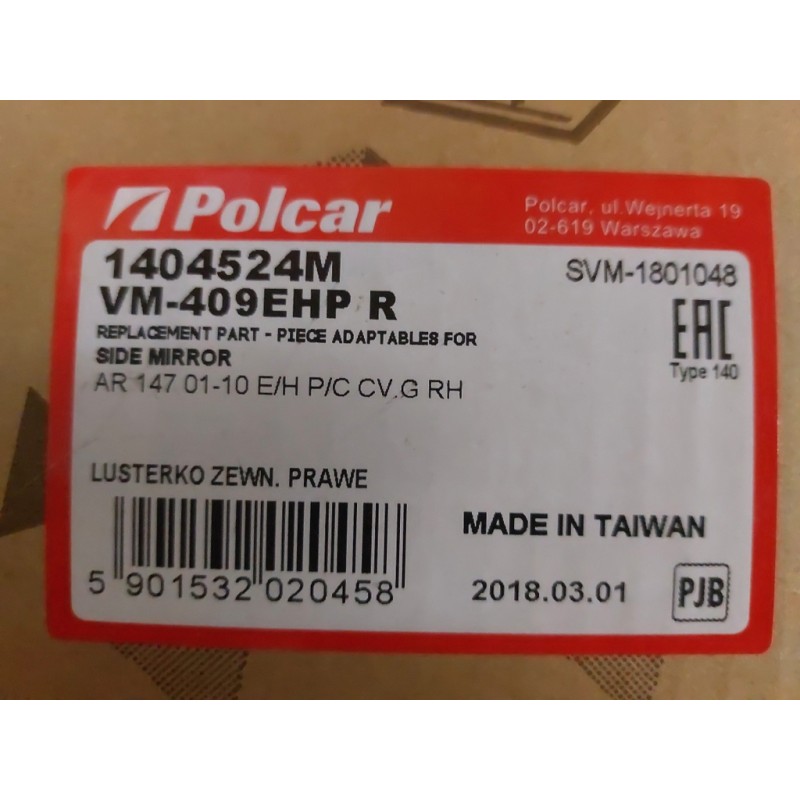 Polcar
Polcar, ul.Wejnerta 19
02-619 Warszawa
1404524M
SVM-1801048
VM-409EHP R
REPLACEMENT PART - PIECE ADAPTABLES FOR
SIDE MIRROR
AR 147 01-10 E/H P/C CV.G RH
EAC
Type 140
LUSTERKO ZEWN. PRAWE
MADE IN TAIWAN
5 901532 020458
2018.03.01
PJB